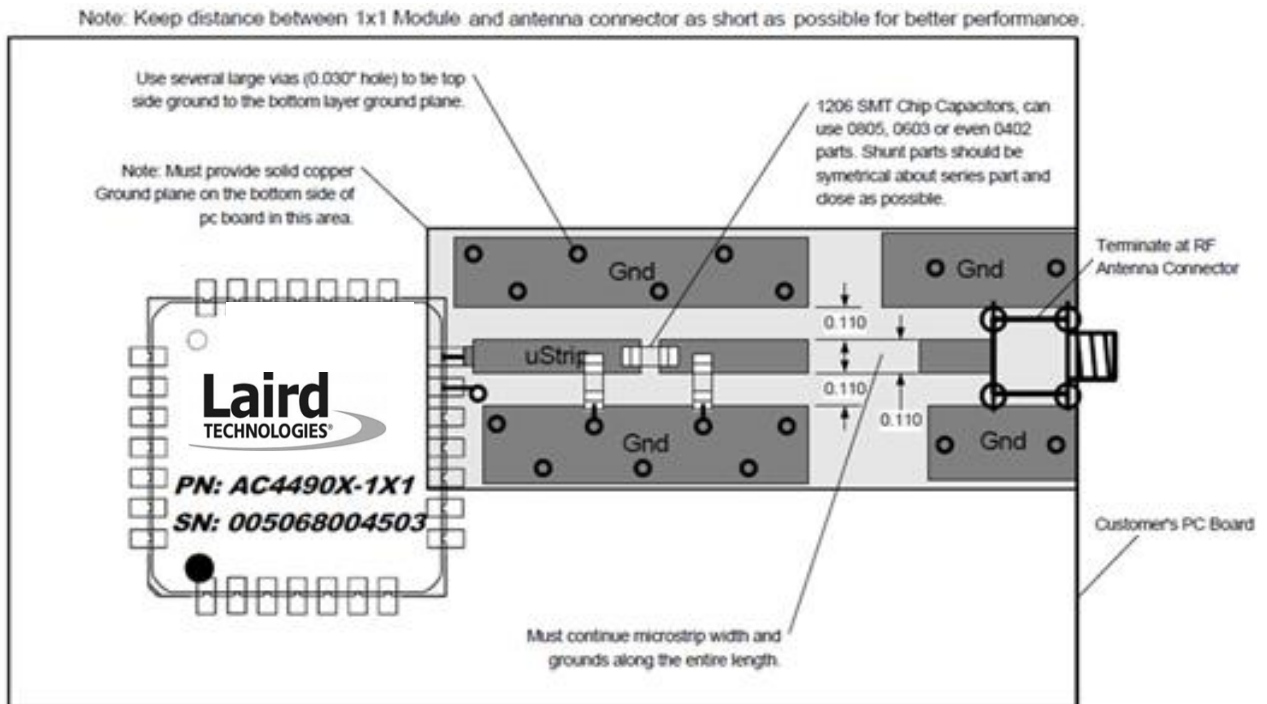 Note: Keep distance between 1x1 Module and antenna connector as short as possible for better performance.
Use several large vias (0.030" hole) to tie top
side ground to the bottom layer ground plane.
1206 SMT Chip Capacitors, can
use 0805, 0603 or even 0402
parts. Shunt parts should be
symetrical about series part and
close as possible.
Note: Must provide solid copper
Ground plane on the bottom side of
pc board in this area.
Terminate at RF
Antenna Connector
Gnd
Gnd
0.110
uStrip
0.110
0.110
Gnd
Gnd
Laird
TECHNOLOGIES®
PN: AC4490X-1X1
SN: 005068004503
Customer's PC Board
Must continue microstrip width and
grounds along the entire length.